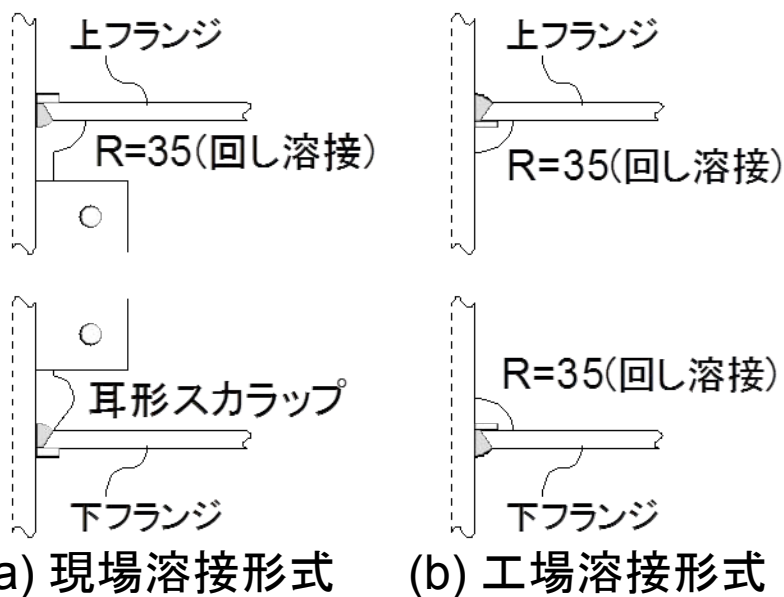 上フランジ
上フランジ
R=35(回し溶接)
R=35(回し溶接)
耳形スカラップ
R=35(回し溶接)
下フランジ
下フランジ
a) 現場溶接形式
(b) 工場溶接形式